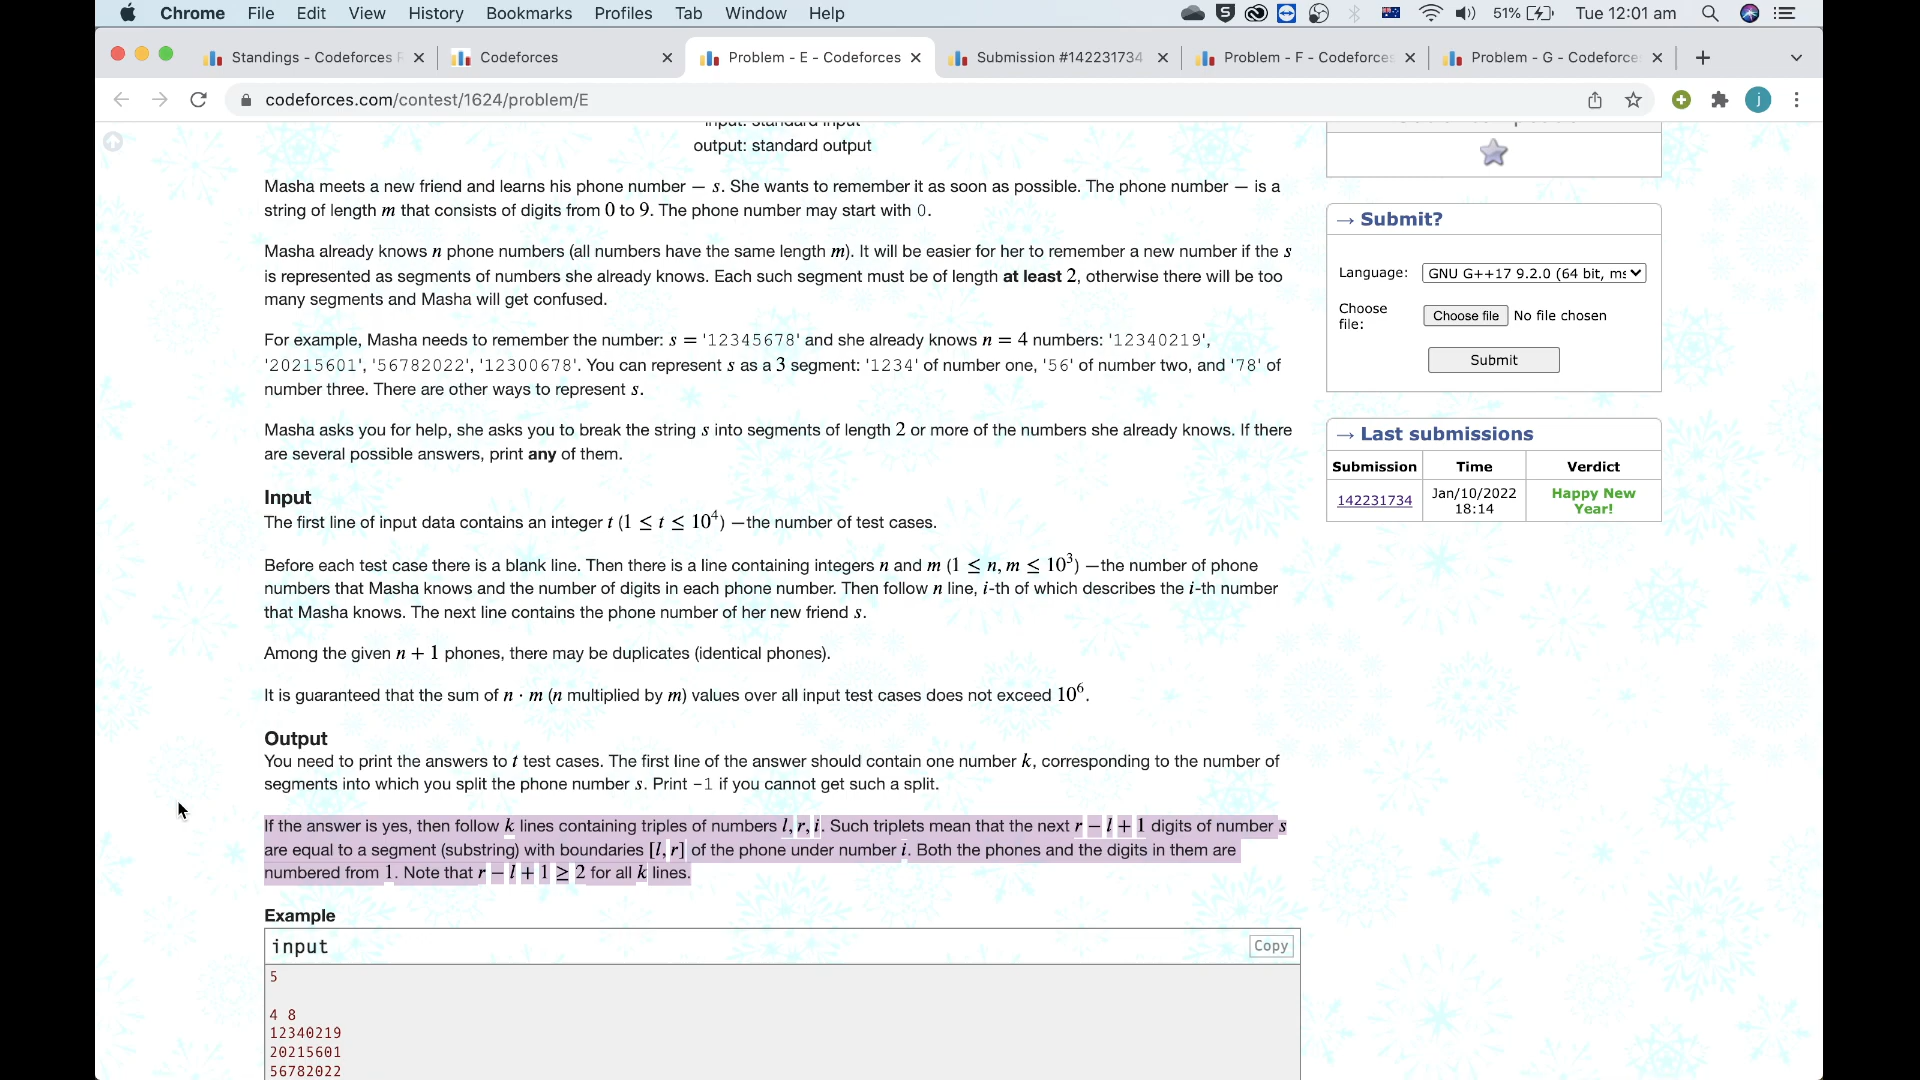 Chrome File Edit View History Bookmarks Profiles Tab Window Help 51% Tue 12:01 am
Standings - Codeforces Codeforces Problem - E - Codeforces Submission #142231734 Problem - F - Codeforces Problem - G - Codeforces
codeforces.com/contest/1624/problem/E j
input: standard input
output: standard output
Masha meets a new friend and learns his phone number — s. She wants to remember it as soon as possible. The phone number — is a
string of length m that consists of digits from 0 to 9. The phone number may start with 0.
Masha already knows n phone numbers (all numbers have the same length m). It will be easier for her to remember a new number if the s
is represented as segments of numbers she already knows. Each such segment must be of length at least 2, otherwise there will be too
many segments and Masha will get confused.
For example, Masha needs to remember the number: s = '12345678' and she already knows n = 4 numbers: '12340219',
'20215601', '56782022', '12300678'. You can represent s as a 3 segment: '1234' of number one, '56' of number two, and '78' of
number three. There are other ways to represent s.
Masha asks you for help, she asks you to break the string s into segments of length 2 or more of the numbers she already knows. If there
are several possible answers, print any of them.
Input
The first line of input data contains an integer t (1 ≤ t ≤ 10⁴) —the number of test cases.
Before each test case there is a blank line. Then there is a line containing integers n and m (1 ≤ n, m ≤ 10³) —the number of phone
numbers that Masha knows and the number of digits in each phone number. Then follow n line, i-th of which describes the i-th number
that Masha knows. The next line contains the phone number of her new friend s.
Among the given n + 1 phones, there may be duplicates (identical phones).
It is guaranteed that the sum of n · m (n multiplied by m) values over all input test cases does not exceed 10⁶.
Output
You need to print the answers to t test cases. The first line of the answer should contain one number k, corresponding to the number of
segments into which you split the phone number s. Print -1 if you cannot get such a split.
If the answer is yes, then follow k lines containing triples of numbers l, r, i. Such triplets mean that the next r − l + 1 digits of number s
are equal to a segment (substring) with boundaries [l, r] of the phone under number i. Both the phones and the digits in them are
numbered from 1. Note that r − l + 1 ≥ 2 for all k lines.
Example
input Copy
5
4 8
12340219
20215601
56782022
→ Submit?
Language: GNU G++17 9.2.0 (64 bit, ms
Choose
file: Choose file No file chosen
Submit
→ Last submissions
Submission Time Verdict
142231734 Jan/10/2022
18:14 Happy New
Year!